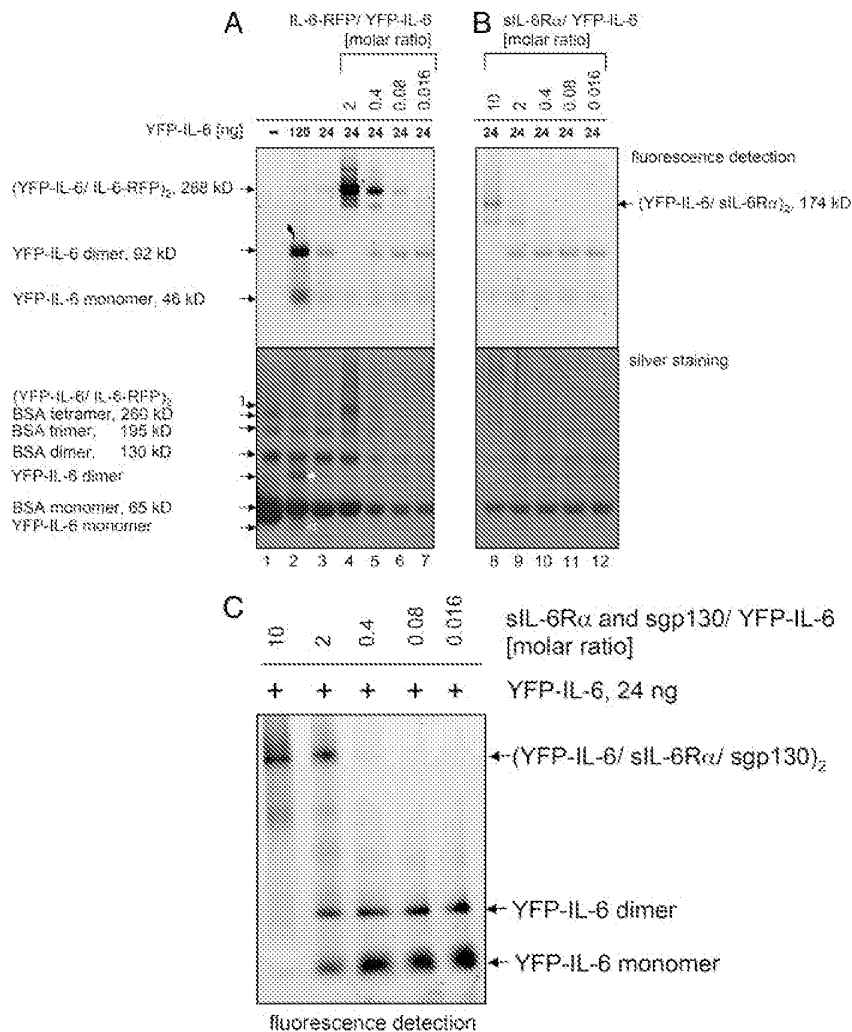 A
IL-6-RFP/ YFP-IL-6
[molar ratio]
2 0.4 0.08 0.016
B
sIL-6Rα/ YFP-IL-6
[molar ratio]
10 2 0.4 0.08 0.016
YFP-IL-6 [ng] - 120 24 24 24 24 24
24 24 24 24 24
fluorescence detection
(YFP-IL-6/ IL-6-RFP)2, 268 kD
(YFP-IL-6/ sIL-6Rα)2, 174 kD
YFP-IL-6 dimer, 92 kD
YFP-IL-6 monomer, 46 kD
silver staining
(YFP-IL-6/ IL-6-RFP)2
BSA tetramer, 260 kD
BSA trimer, 195 kD
BSA dimer, 130 kD
YFP-IL-6 dimer
BSA monomer, 65 kD
YFP-IL-6 monomer
1 2 3 4 5 6 7
8 9 10 11 12
C
10 2 0.4 0.08 0.016
sIL-6Rα and sgp130/ YFP-IL-6
[molar ratio]
+ + + + +
YFP-IL-6, 24 ng
(YFP-IL-6/ sIL-6Rα/ sgp130)2
YFP-IL-6 dimer
YFP-IL-6 monomer
fluorescence detection